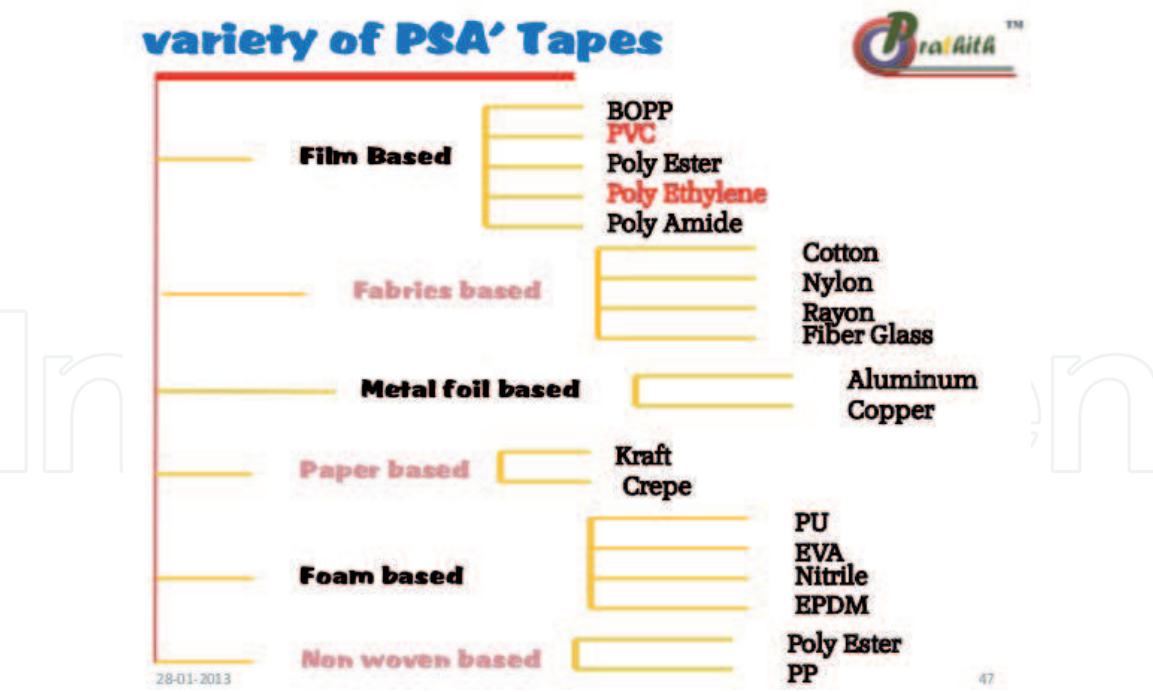 variety of PSA' Tapes
Prathith TM
Film Based
BOPP
PVC
Poly Ester
Poly Ethylene
Poly Amide
Fabrics based
Cotton
Nylon
Rayon
Fiber Glass
Metal foil based
Aluminum
Copper
Paper based
Kraft
Crepe
Foam based
PU
EVA
Nitrile
EPDM
Non woven based
Poly Ester
PP
28-01-2013
47